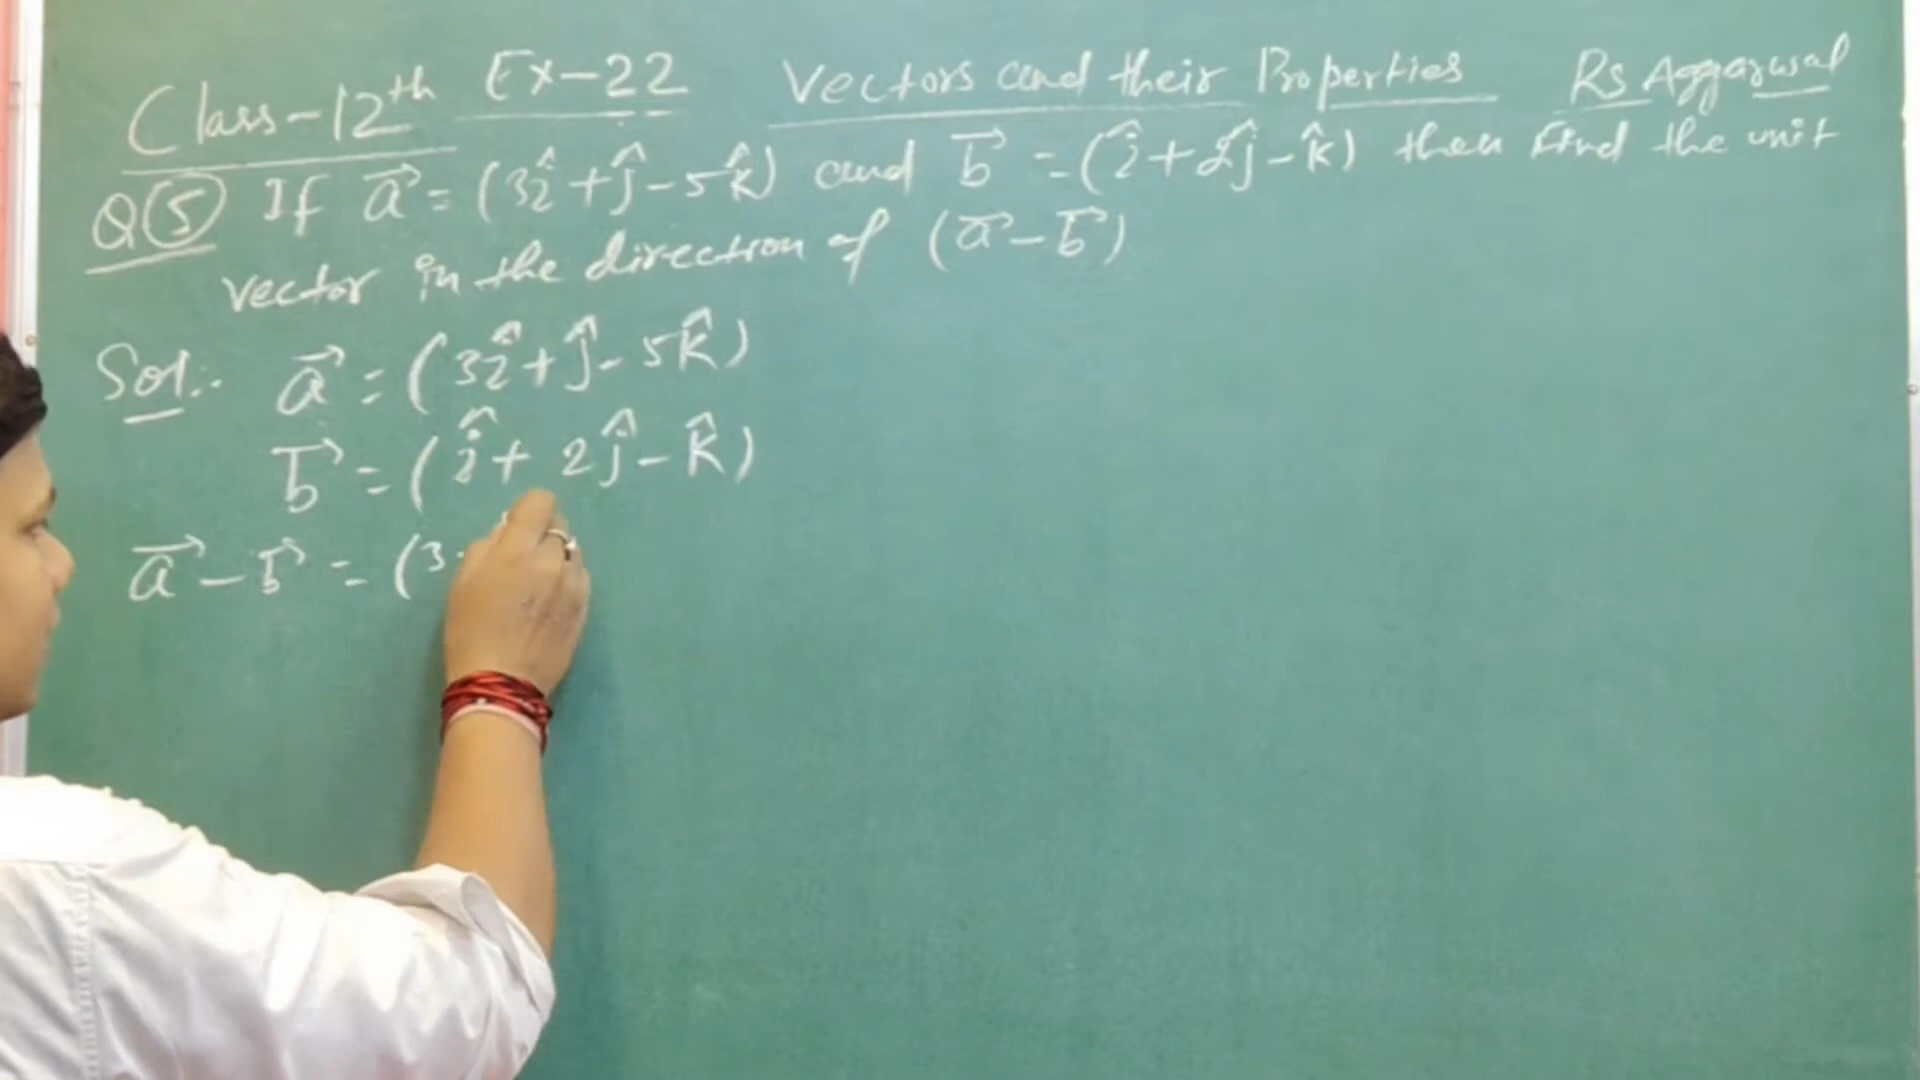 Class-12th Ex-22 Vectors and their Properties Rs Aggarwal
Q⑤ If a⃗ = (3î + ĵ - 5k̂) and b⃗ = (î + 2ĵ - k̂) then find the unit
vector in the direction of (a⃗ - b⃗)
Sol:. a⃗ = (3î + ĵ - 5k̂)
b⃗ = (î + 2ĵ - k̂)
a⃗ - b⃗ = (3